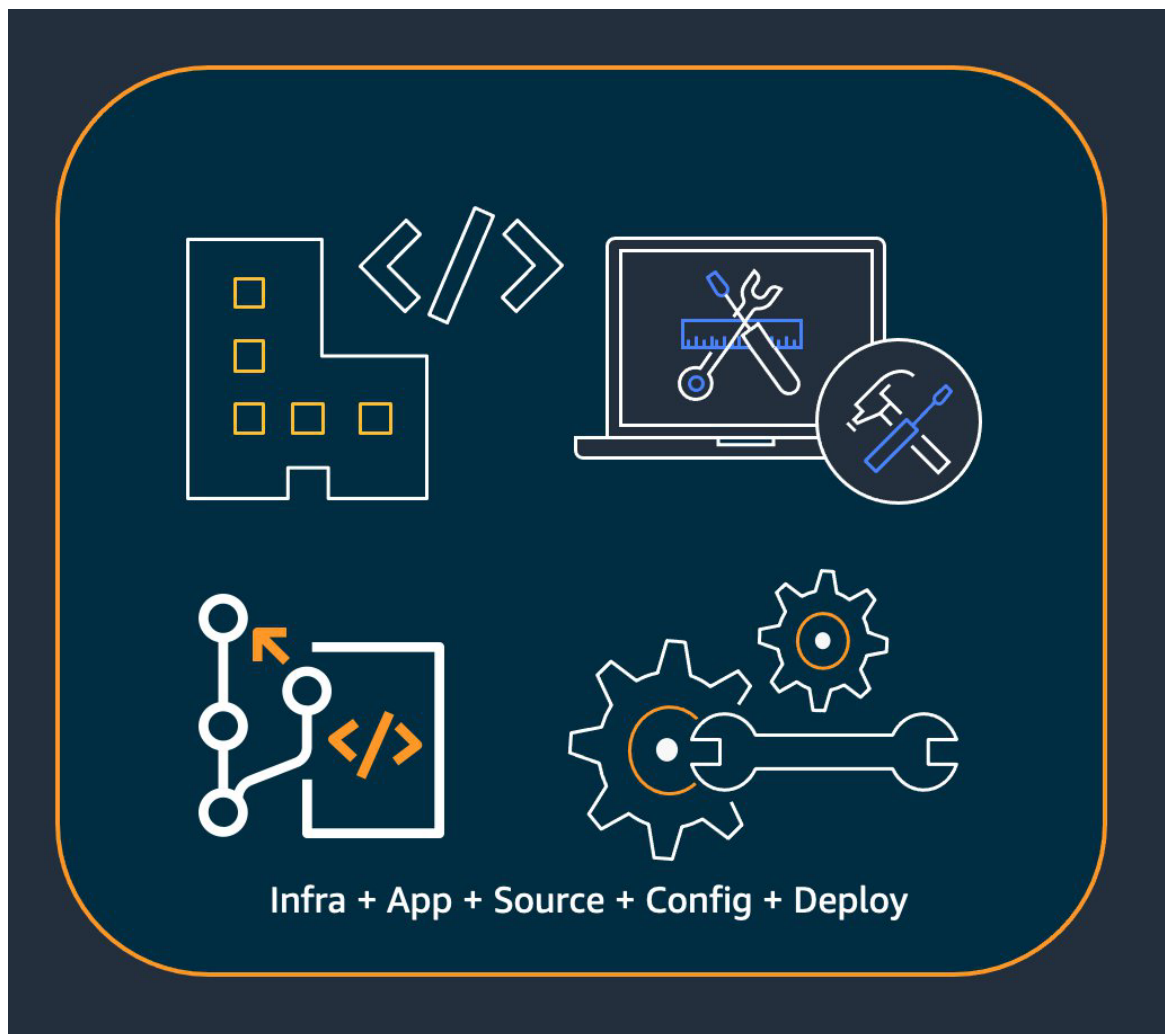 Infra + App + Source + Config + Deploy